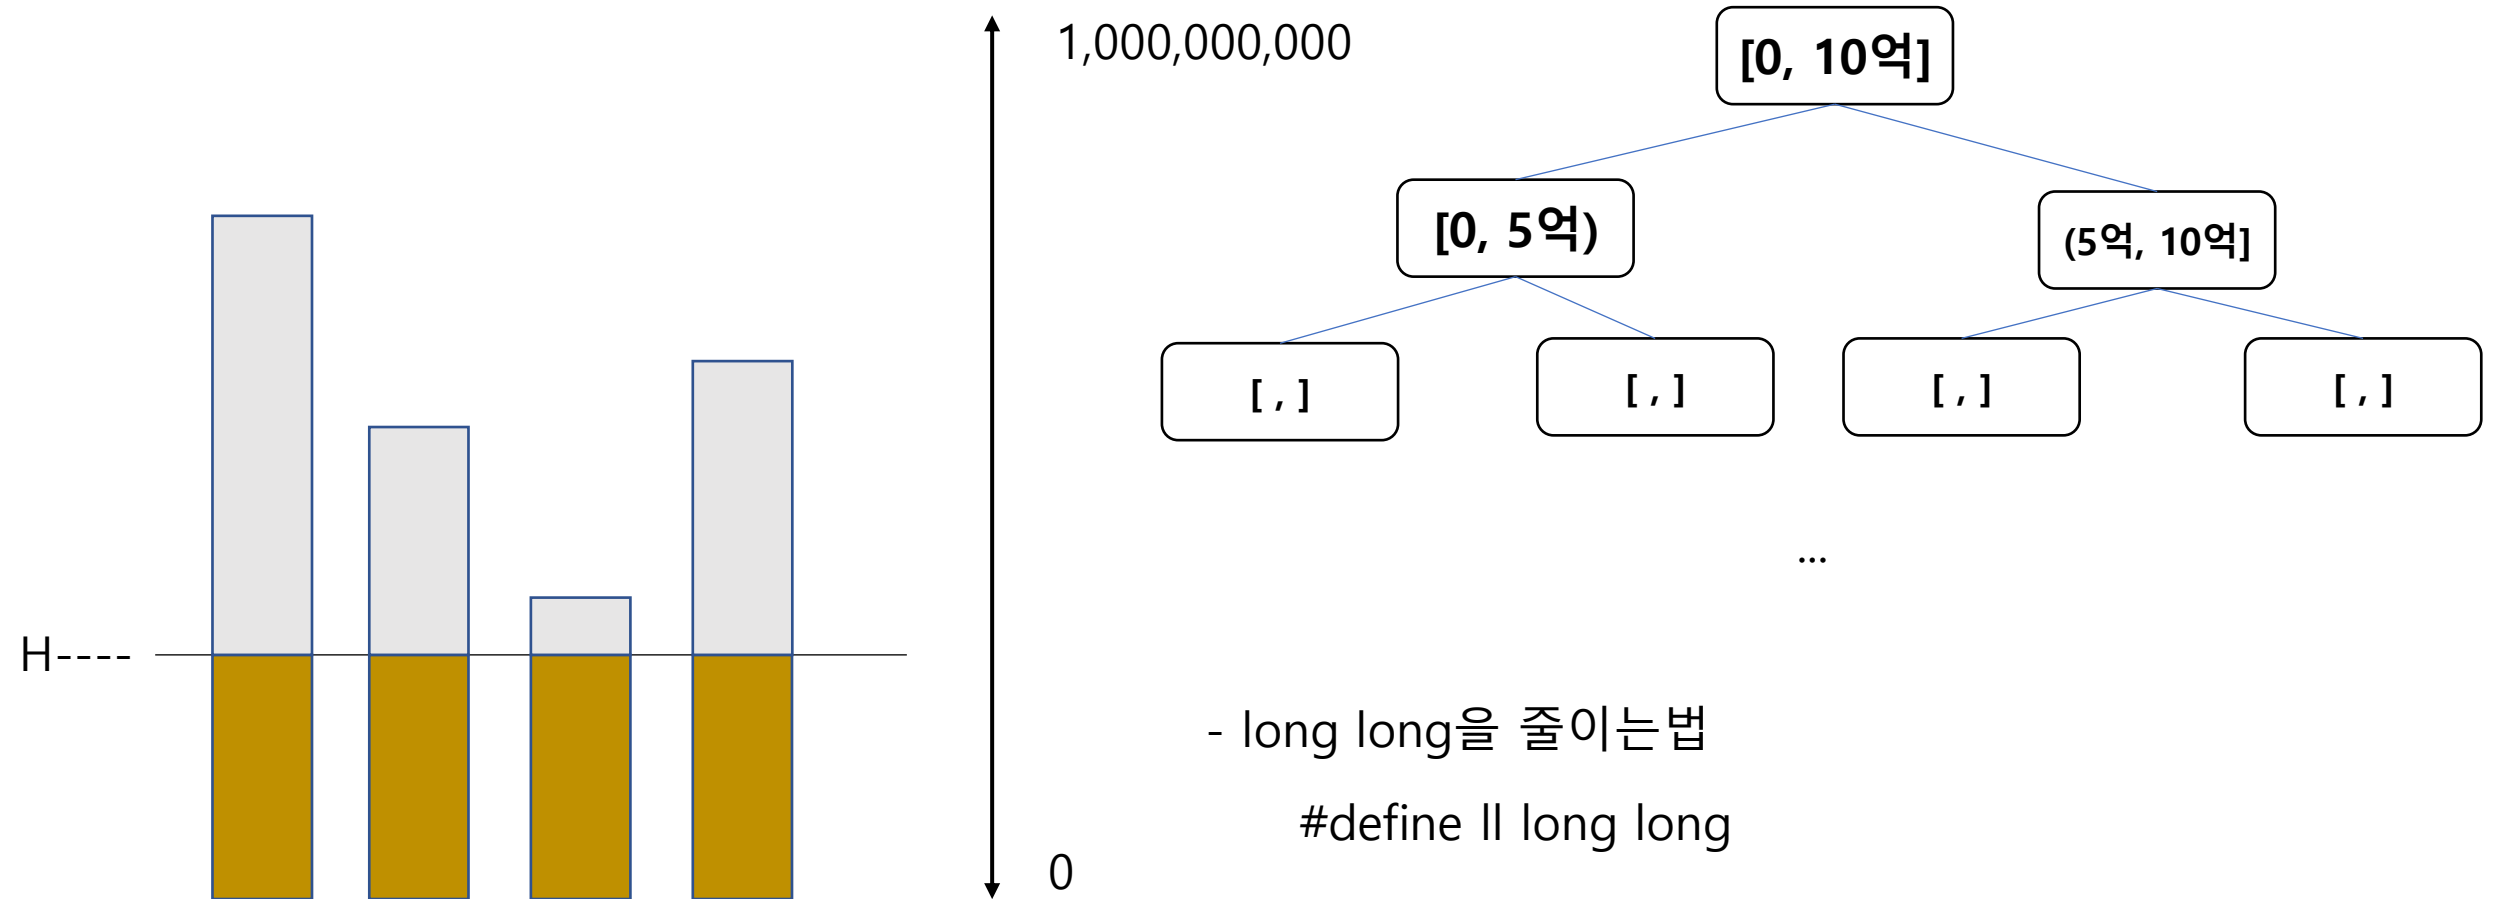 1,000,000,000
[0, 10억]
[0, 5억)
(5억, 10억]
[ , ]
[ , ]
[ , ]
[ , ]
...
H----
- long long을 줄이는법
#define ll long long
0